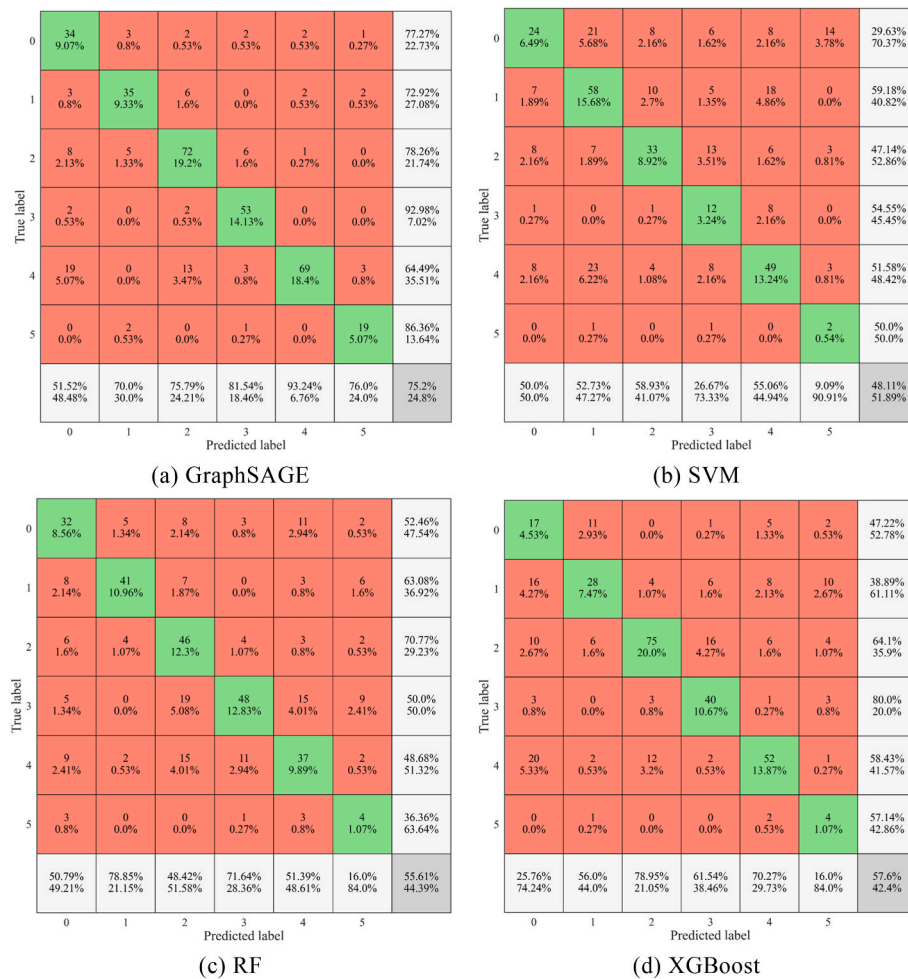 True label
0 34 3 2 2 2 1 77.27%
9.07% 0.8% 0.53% 0.53% 0.53% 0.27% 22.73%
1 3 35 6 0 2 2 72.92%
0.8% 9.33% 1.6% 0.0% 0.53% 0.53% 27.08%
2 8 5 72 6 1 0 78.26%
2.13% 1.33% 19.2% 1.6% 0.27% 0.0% 21.74%
3 2 0 2 53 0 0 92.98%
0.53% 0.0% 0.53% 14.13% 0.0% 0.0% 7.02%
4 19 0 13 3 69 3 64.49%
5.07% 0.0% 3.47% 0.8% 18.4% 0.8% 35.51%
5 0 2 0 1 0 19 86.36%
0.0% 0.53% 0.0% 0.27% 0.0% 5.07% 13.64%
51.52% 70.0% 75.79% 81.54% 93.24% 76.0% 75.2%
48.48% 30.0% 24.21% 18.46% 6.76% 24.0% 24.8%
0 1 2 3 4 5
Predicted label
(a) GraphSAGE
True label
0 24 21 8 6 8 14 29.63%
6.49% 5.68% 2.16% 1.62% 2.16% 3.78% 70.37%
1 7 58 10 5 18 0 59.18%
1.89% 15.68% 2.7% 1.35% 4.86% 0.0% 40.82%
2 8 7 33 13 6 3 47.14%
2.16% 1.89% 8.92% 3.51% 1.62% 0.81% 52.86%
3 1 0 1 12 8 0 54.55%
0.27% 0.0% 0.27% 3.24% 2.16% 0.0% 45.45%
4 8 23 4 8 49 3 51.58%
2.16% 6.22% 1.08% 2.16% 13.24% 0.81% 48.42%
5 0 1 0 1 0 2 50.0%
0.0% 0.27% 0.0% 0.27% 0.0% 0.54% 50.0%
50.0% 52.73% 58.93% 26.67% 55.06% 9.09% 48.11%
50.0% 47.27% 41.07% 73.33% 44.94% 90.91% 51.89%
0 1 2 3 4 5
Predicted label
(b) SVM
True label
0 32 5 8 3 11 2 52.46%
8.56% 1.34% 2.14% 0.8% 2.94% 0.53% 47.54%
1 8 41 7 0 3 6 63.08%
2.14% 10.96% 1.87% 0.0% 0.8% 1.6% 36.92%
2 6 4 46 4 3 2 70.77%
1.6% 1.07% 12.3% 1.07% 0.8% 0.53% 29.23%
3 5 0 19 48 15 9 50.0%
1.34% 0.0% 5.08% 12.83% 4.01% 2.41% 50.0%
4 9 2 15 11 37 2 48.68%
2.41% 0.53% 4.01% 2.94% 9.89% 0.53% 51.32%
5 3 0 0 1 3 4 36.36%
0.8% 0.0% 0.0% 0.27% 0.8% 1.07% 63.64%
50.79% 78.85% 48.42% 71.64% 51.39% 16.0% 55.61%
49.21% 21.15% 51.58% 28.36% 48.61% 84.0% 44.39%
0 1 2 3 4 5
Predicted label
(c) RF
True label
0 17 11 0 1 5 2 47.22%
4.53% 2.93% 0.0% 0.27% 1.33% 0.53% 52.78%
1 16 28 4 6 8 10 38.89%
4.27% 7.47% 1.07% 1.6% 2.13% 2.67% 61.11%
2 10 6 75 16 6 4 64.1%
2.67% 1.6% 20.0% 4.27% 1.6% 1.07% 35.9%
3 3 0 3 40 1 3 80.0%
0.8% 0.0% 0.8% 10.67% 0.27% 0.8% 20.0%
4 20 2 12 2 52 1 58.43%
5.33% 0.53% 3.2% 0.53% 13.87% 0.27% 41.57%
5 0 1 0 0 2 4 57.14%
0.0% 0.27% 0.0% 0.0% 0.53% 1.07% 42.86%
25.76% 56.0% 78.95% 61.54% 70.27% 16.0% 57.6%
74.24% 44.0% 21.05% 38.46% 29.73% 84.0% 42.4%
0 1 2 3 4 5
Predicted label
(d) XGBoost